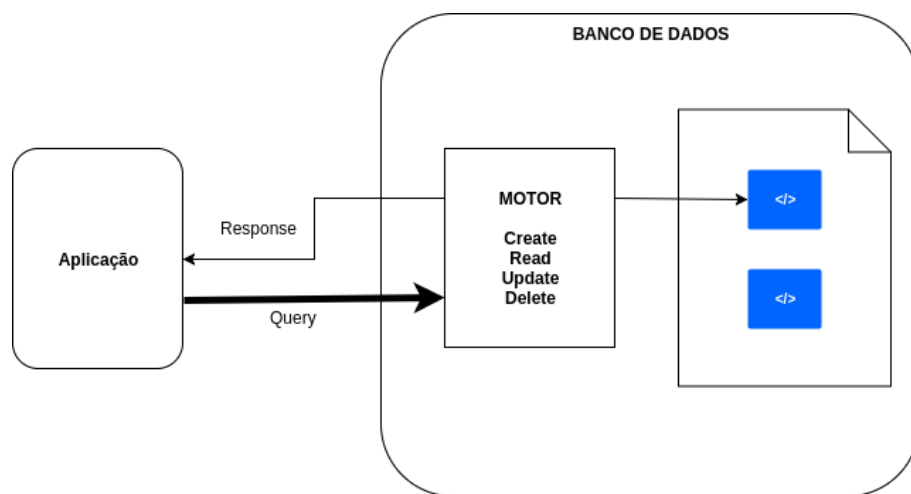 BANCO DE DADOS
Aplicação
Response
Query
MOTOR
Create
Read
Update
Delete
</>
</>